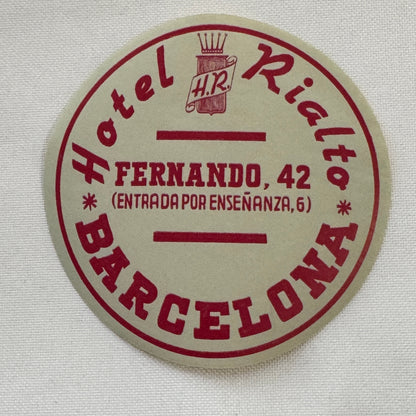 Hotel Rialto
H.R.
FERNANDO, 42
(ENTRADA POR ENSEÑANZA, 6)
* BARCELONA *